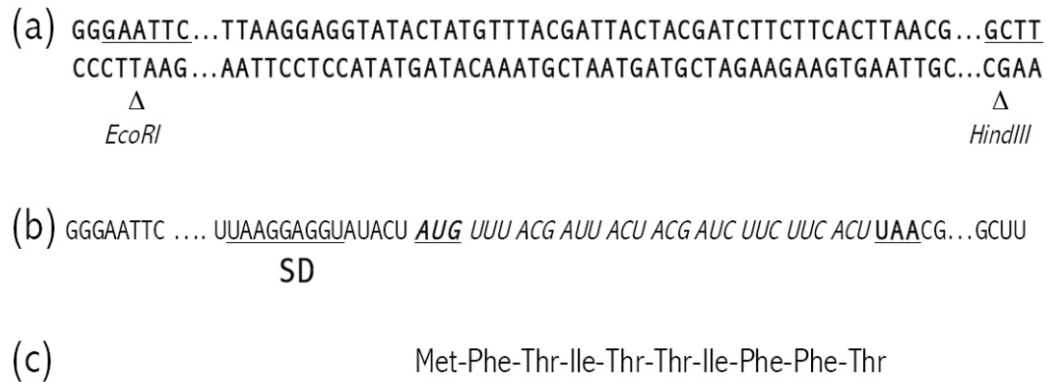 (a) GGGAATTC...TTAAGGAGGTATACTATGTTTACGATTACTACGATCTTCTTCACTTAACG...GCTT
CCCTTAAG...AATTCCTCCATATGATACAAATGCTAATGATGCTAGAAGAAGTGAATTGC...CGAA
Δ Δ
EcoRI HindIII
(b) GGGAATTC .... UUAAGGAGGUAUACU AUG UUU ACG AUU ACU ACG AUC UUC UUC ACU UAACG...GCUU
SD
(c) Met-Phe-Thr-Ile-Thr-Thr-Ile-Phe-Phe-Thr